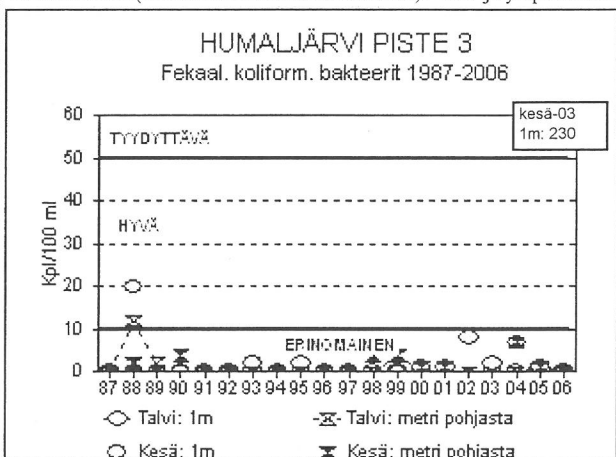 HUMALJÄRVI PISTE 3
Fekaal. koliform. bakteerit 1987-2006
kesä-03
1m: 230
60
TYYDYTTÄVÄ
50
40
HYVÄ
30
Kpl/100 ml
20
10
ERINOMAINEN
0
87 88 89 90 91 92 93 94 95 96 97 98 99 00 01 02 03 04 05 06
Talvi: 1m
Talvi: metri pohjasta
Kesä: 1m
Kesä: metri pohjasta